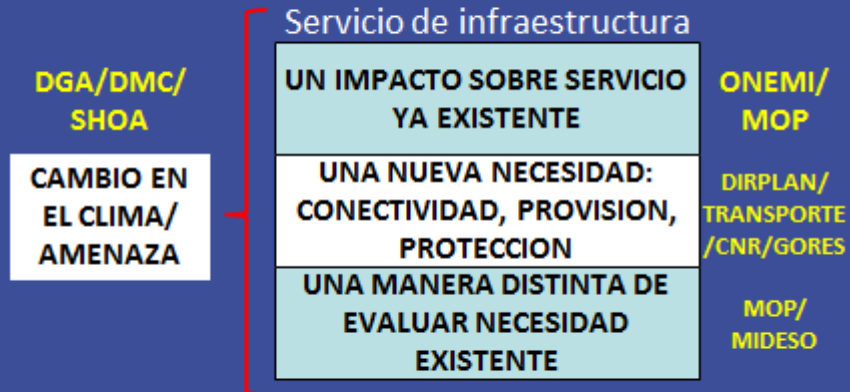 Servicio de infraestructura
DGA/DMC/
SHOA
CAMBIO EN
EL CLIMA/
AMENAZA
UN IMPACTO SOBRE SERVICIO
YA EXISTENTE
UNA NUEVA NECESIDAD:
CONECTIVIDAD, PROVISION,
PROTECCION
UNA MANERA DISTINTA DE
EVALUAR NECESIDAD
EXISTENTE
ONEMI/
MOP
DIRPLAN/
TRANSPORTE
/CNR/GORES
MOP/
MIDESO